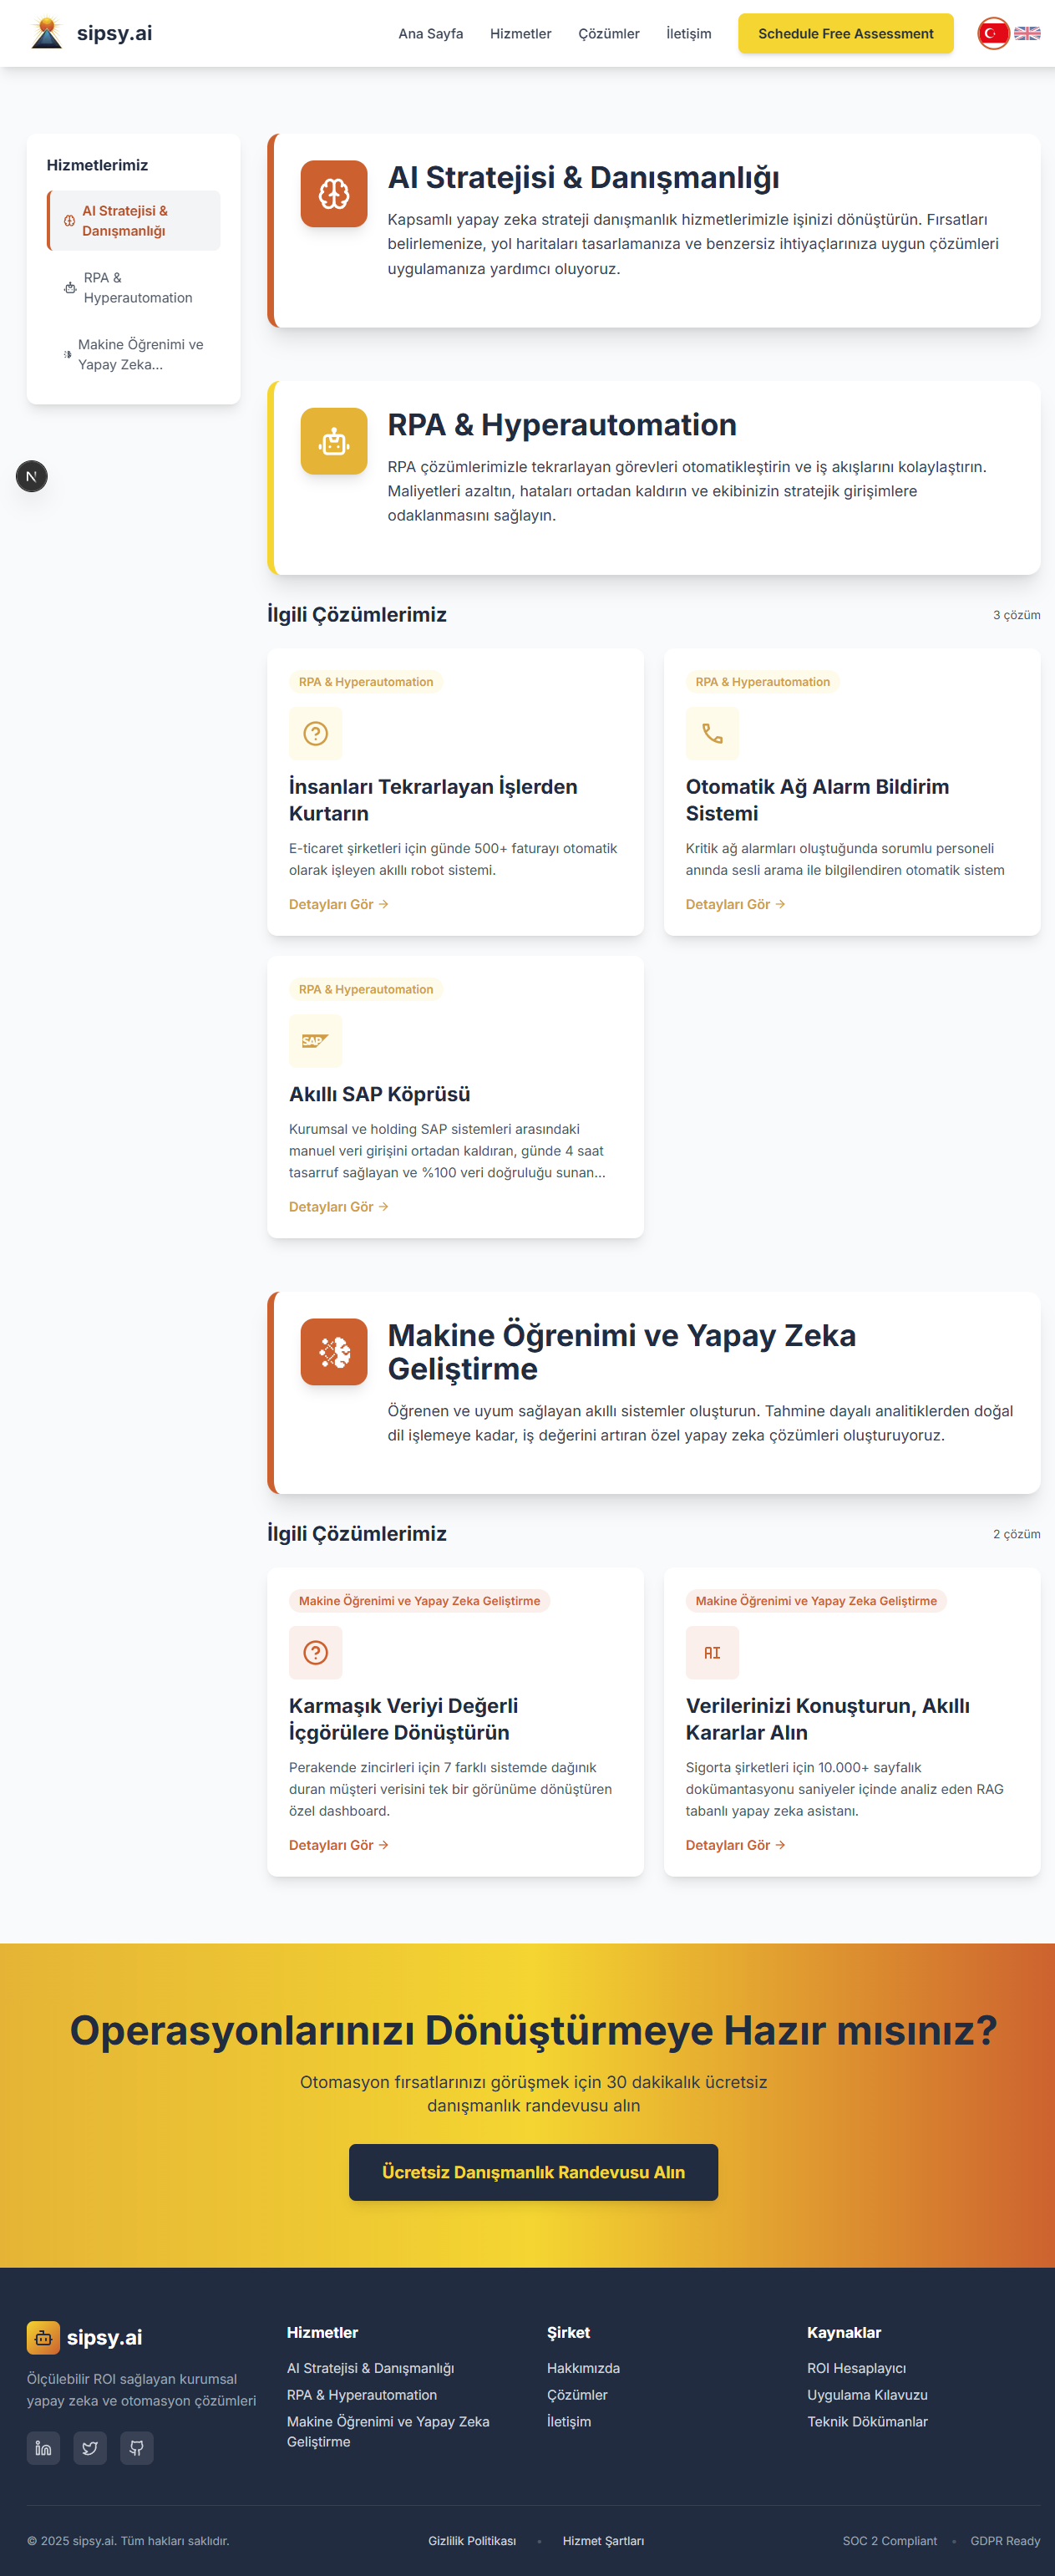 sipsy.ai
Ana Sayfa
Hizmetler
Çözümler
İletişim
Schedule Free Assessment
Hizmetlerimiz
AI Stratejisi &
Danışmanlığı
RPA &
Hyperautomation
Makine Öğrenimi ve
Yapay Zeka...
N
AI Stratejisi & Danışmanlığı
Kapsamlı yapay zeka strateji danışmanlık hizmetlerimizle işinizi dönüştürün. Fırsatları
belirlemenize, yol haritaları tasarlamanıza ve benzersiz ihtiyaçlarınıza uygun çözümleri
uygulamanıza yardımcı oluyoruz.
RPA & Hyperautomation
RPA çözümlerimizle tekrarlayan görevleri otomatikleştirin ve iş akışlarını kolaylaştırın.
Maliyetleri azaltın, hataları ortadan kaldırın ve ekibinizin stratejik girişimlere
odaklanmasını sağlayın.
İlgili Çözümlerimiz
3 çözüm
RPA & Hyperautomation
İnsanları Tekrarlayan İşlerden
Kurtarın
E-ticaret şirketleri için günde 500+ faturayı otomatik
olarak işleyen akıllı robot sistemi.
Detayları Gör →
RPA & Hyperautomation
Otomatik Ağ Alarm Bildirim
Sistemi
Kritik ağ alarmları oluştuğunda sorumlu personeli
anında sesli arama ile bilgilendiren otomatik sistem
Detayları Gör →
RPA & Hyperautomation
SAP
Akıllı SAP Köprüsü
Kurumsal ve holding SAP sistemleri arasındaki
manuel veri girişini ortadan kaldıran, günde 4 saat
tasarruf sağlayan ve %100 veri doğruluğu sunan...
Detayları Gör →
Makine Öğrenimi ve Yapay Zeka
Geliştirme
Öğrenen ve uyum sağlayan akıllı sistemler oluşturun. Tahmine dayalı analitiklerden doğal
dil işlemeye kadar, iş değerini artıran özel yapay zeka çözümleri oluşturuyoruz.
İlgili Çözümlerimiz
2 çözüm
Makine Öğrenimi ve Yapay Zeka Geliştirme
Karmaşık Veriyi Değerli
İçgörülere Dönüştürün
Perakende zincirleri için 7 farklı sistemde dağınık
duran müşteri verisini tek bir görünüme dönüştüren
özel dashboard.
Detayları Gör →
Makine Öğrenimi ve Yapay Zeka Geliştirme
AI
Verilerinizi Konuşturun, Akıllı
Kararlar Alın
Sigorta şirketleri için 10.000+ sayfalık
dokümantasyonu saniyeler içinde analiz eden RAG
tabanlı yapay zeka asistanı.
Detayları Gör →
Operasyonlarınızı Dönüştürmeye Hazır mısınız?
Otomasyon fırsatlarınızı görüşmek için 30 dakikalık ücretsiz
danışmanlık randevusu alın
Ücretsiz Danışmanlık Randevusu Alın
sipsy.ai
Ölçülebilir ROI sağlayan kurumsal
yapay zeka ve otomasyon çözümleri
Hizmetler
AI Stratejisi & Danışmanlığı
RPA & Hyperautomation
Makine Öğrenimi ve Yapay Zeka
Geliştirme
Şirket
Hakkımızda
Çözümler
İletişim
Kaynaklar
ROI Hesaplayıcı
Uygulama Kılavuzu
Teknik Dökümanlar
© 2025 sipsy.ai. Tüm hakları saklıdır.
Gizlilik Politikası • Hizmet Şartları
SOC 2 Compliant • GDPR Ready